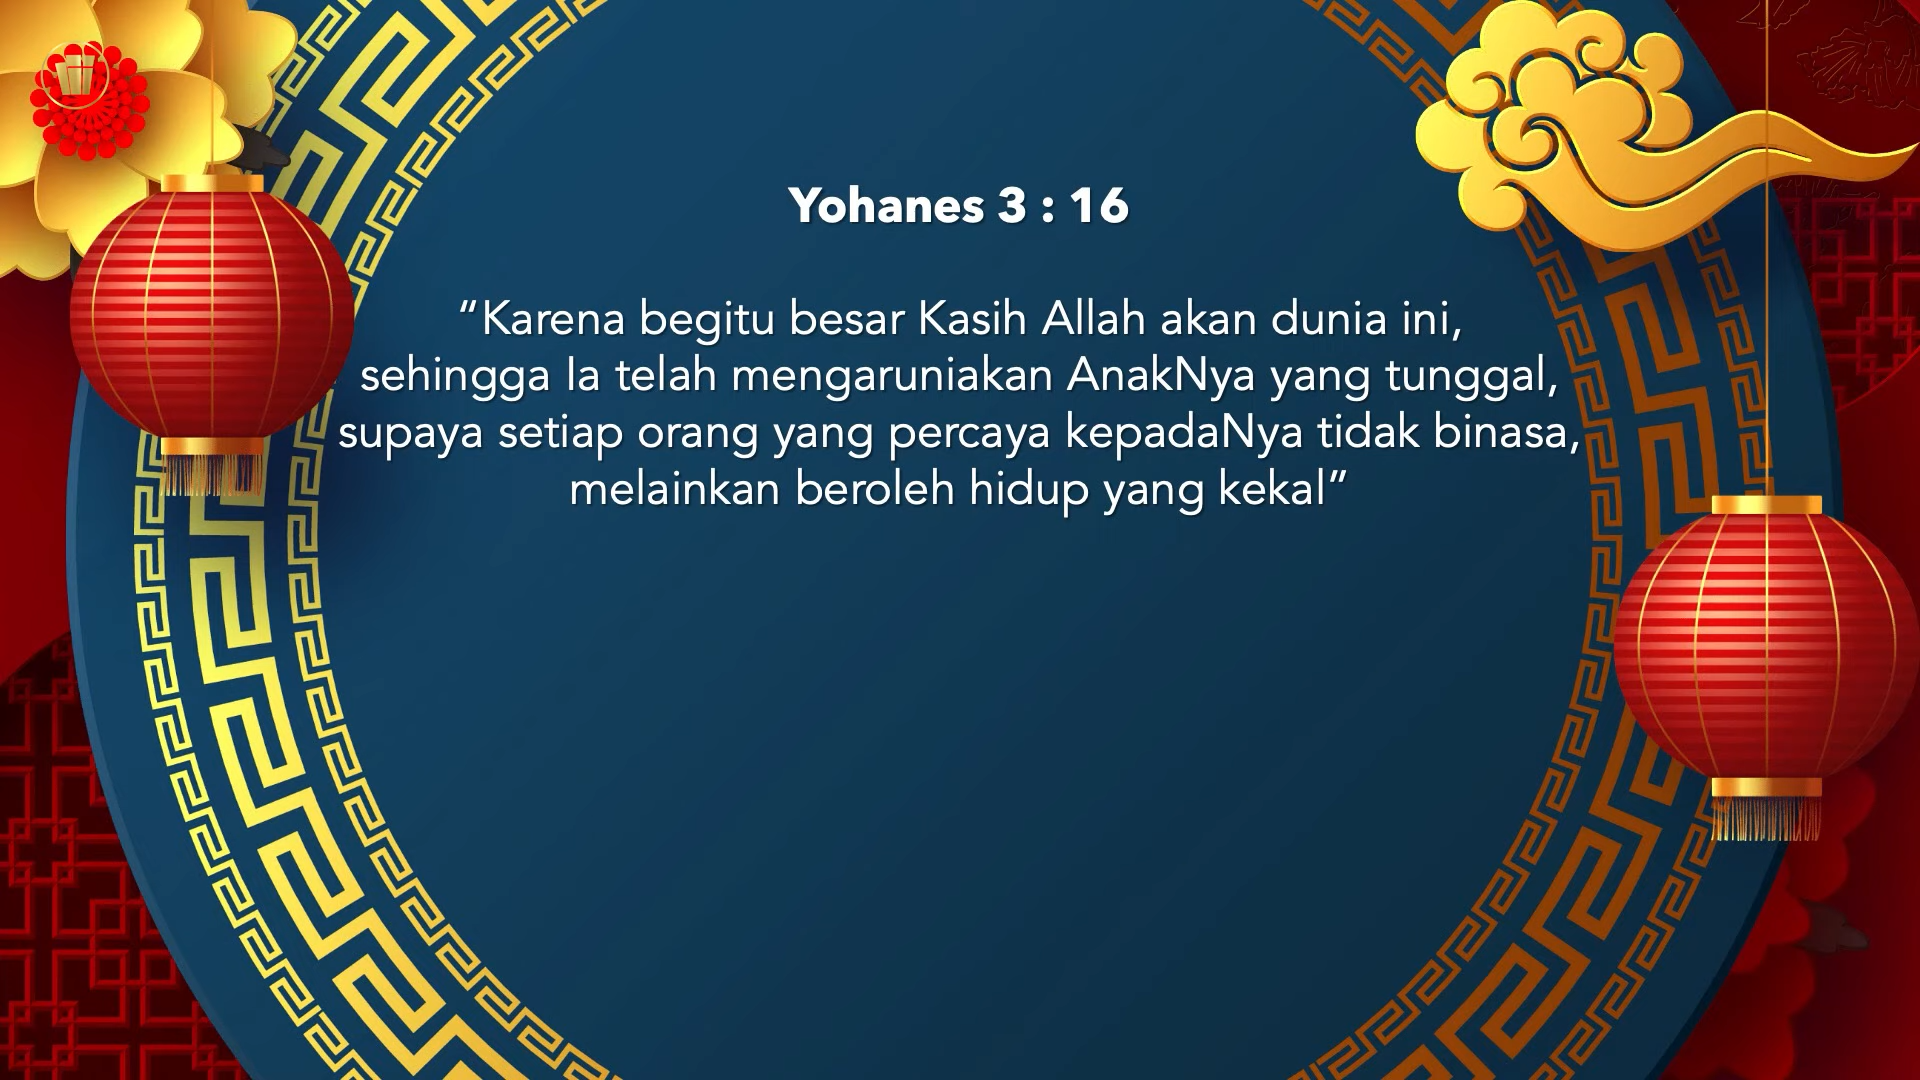 Yohanes 3 : 16
“Karena begitu besar Kasih Allah akan dunia ini,
sehingga Ia telah mengaruniakan AnakNya yang tunggal,
supaya setiap orang yang percaya kepadaNya tidak binasa,
melainkan beroleh hidup yang kekal”